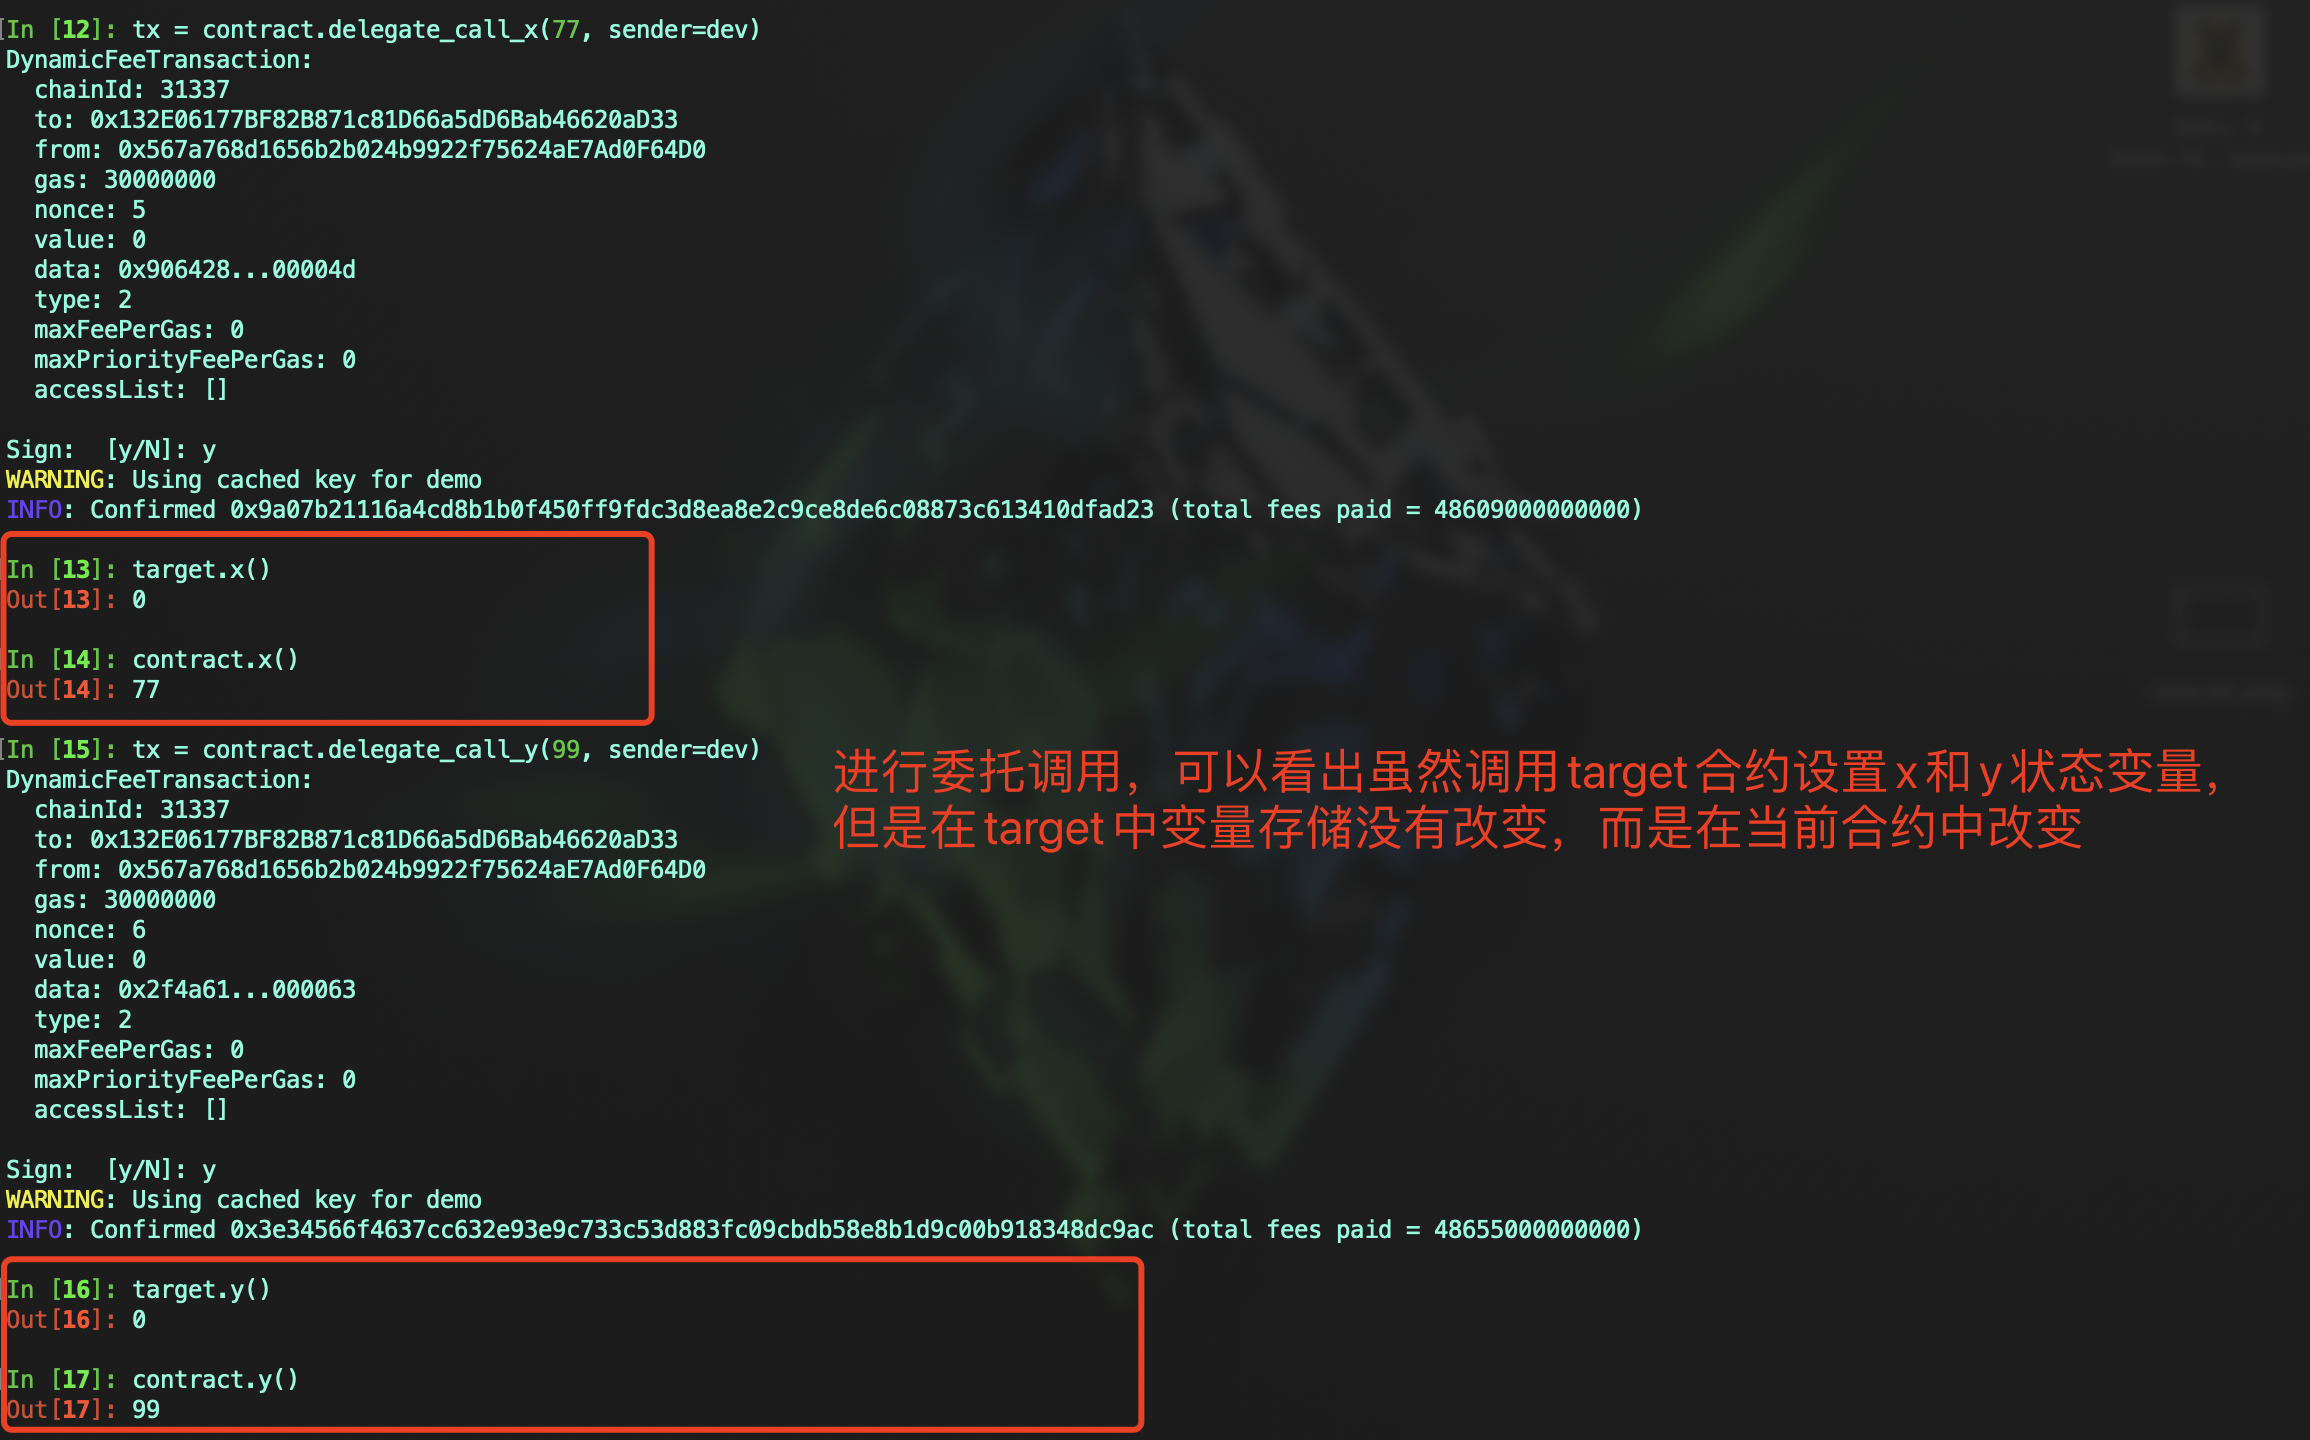 In [12]: tx = contract.delegate_call_x(77, sender=dev)
DynamicFeeTransaction:
  chainId: 31337
  to: 0x132E06177BF82B871c81D66a5dD6Bab46620aD33
  from: 0x567a768d1656b2b024b9922f75624aE7Ad0F64D0
  gas: 30000000
  nonce: 5
  value: 0
  data: 0x906428...00004d
  type: 2
  maxFeePerGas: 0
  maxPriorityFeePerGas: 0
  accessList: []
Sign:  [y/N]: y
WARNING: Using cached key for demo
INFO: Confirmed 0x9a07b21116a4cd8b1b0f450ff9fdc3d8ea8e2c9ce8de6c08873c613410dfad23 (total fees paid = 48609000000000)
In [13]: target.x()
Out[13]: 0
In [14]: contract.x()
Out[14]: 77
In [15]: tx = contract.delegate_call_y(99, sender=dev)
DynamicFeeTransaction:
  chainId: 31337
  to: 0x132E06177BF82B871c81D66a5dD6Bab46620aD33
  from: 0x567a768d1656b2b024b9922f75624aE7Ad0F64D0
  gas: 30000000
  nonce: 6
  value: 0
  data: 0x2f4a61...000063
  type: 2
  maxFeePerGas: 0
  maxPriorityFeePerGas: 0
  accessList: []
进行委托调用，可以看出虽然调用target合约设置x和y状态变量，
但是在target中变量存储没有改变，而是在当前合约中改变
Sign:  [y/N]: y
WARNING: Using cached key for demo
INFO: Confirmed 0x3e34566f4637cc632e93e9c733c53d883fc09cbdb58e8b1d9c00b918348dc9ac (total fees paid = 48655000000000)
In [16]: target.y()
Out[16]: 0
In [17]: contract.y()
Out[17]: 99